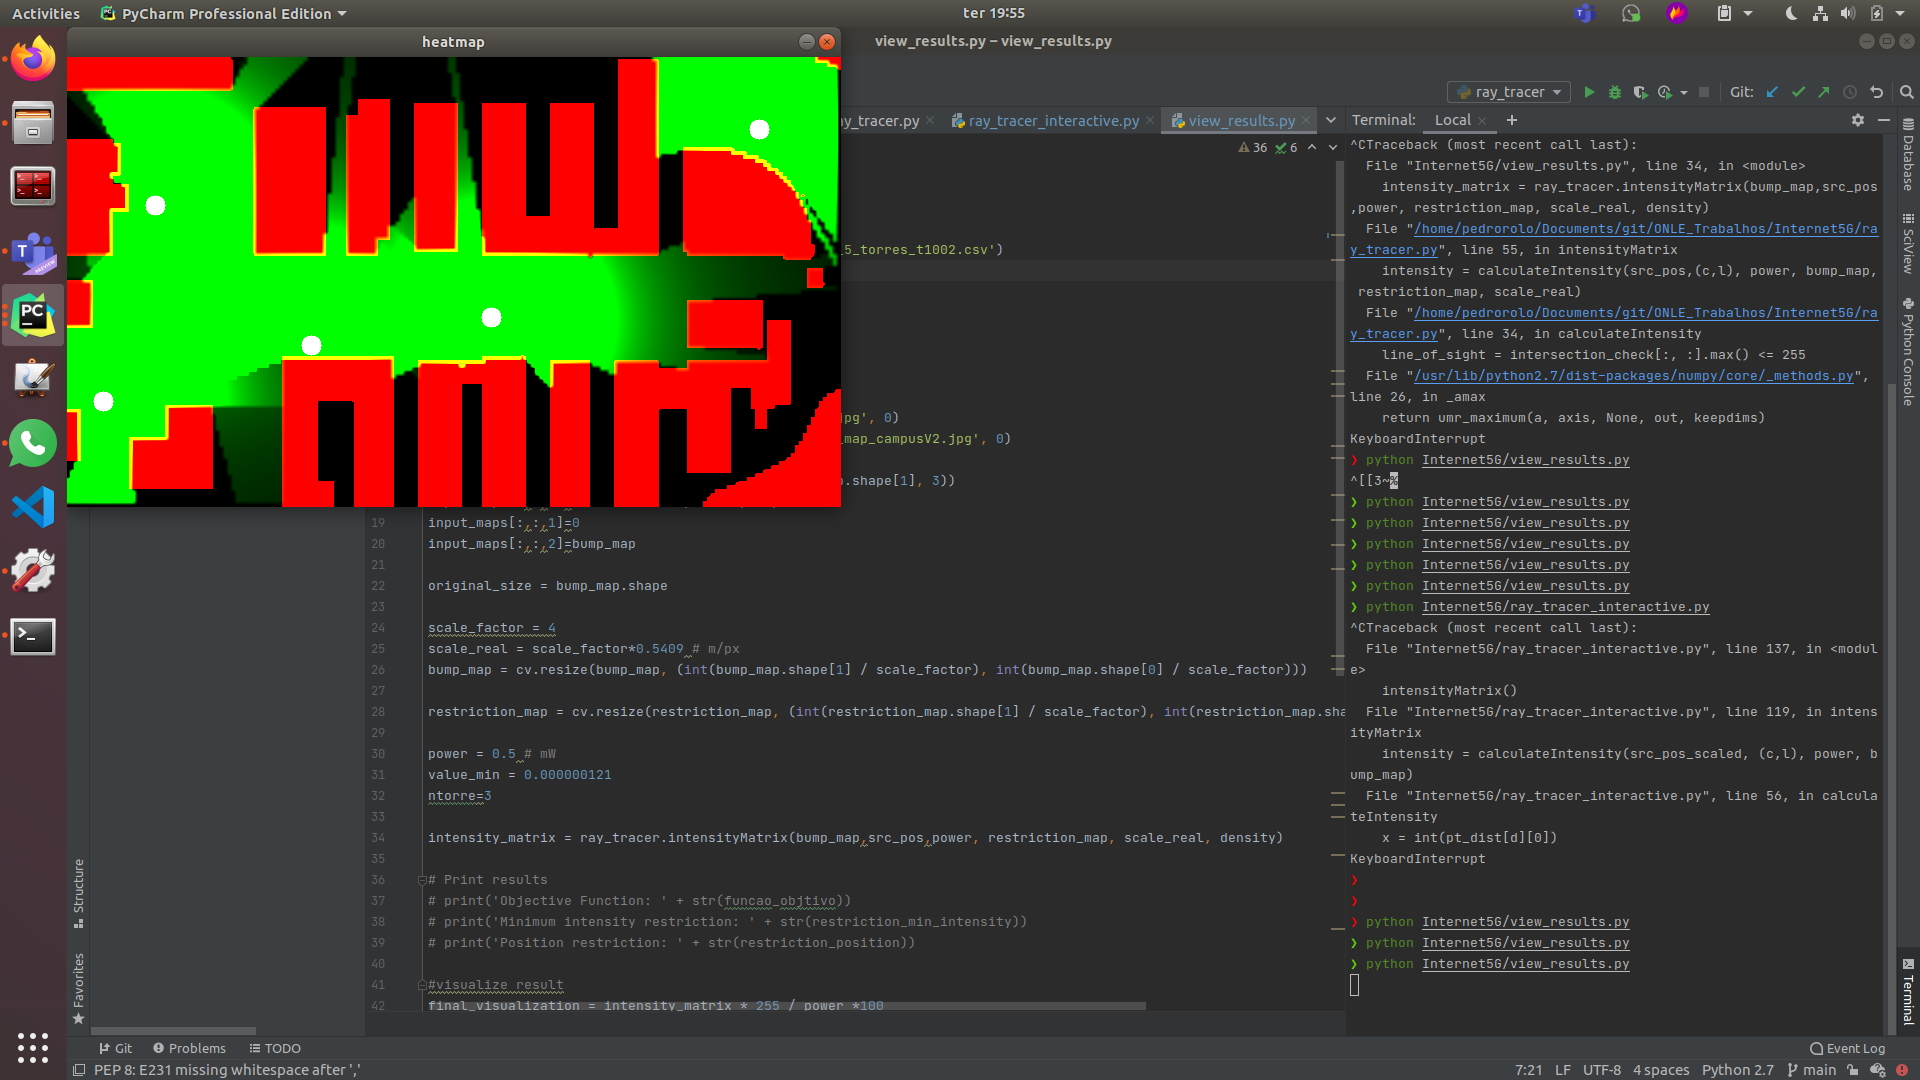 Activities
PyCharm Professional Edition
ter 19:55
heatmap
view_results.py – view_results.py
ray_tracer
Git:
y_tracer.py
ray_tracer_interactive.py
view_results.py
Terminal:
Local
36
6
_5_torres_t1002.csv')
jpg', 0)
_map_campusV2.jpg', 0)
.shape[1], 3))
19 input_maps[:,:,1]=0
20 input_maps[:,:,2]=bump_map
21
22 original_size = bump_map.shape
23
24 scale_factor = 4
25 scale_real = scale_factor*0.5409 # m/px
26 bump_map = cv.resize(bump_map, (int(bump_map.shape[1] / scale_factor), int(bump_map.shape[0] / scale_factor)))
27
28 restriction_map = cv.resize(restriction_map, (int(restriction_map.shape[1] / scale_factor), int(restriction_map.sha
29
30 power = 0.5 # mW
31 value_min = 0.000000121
32 ntorre=3
33
34 intensity_matrix = ray_tracer.intensityMatrix(bump_map,src_pos,power, restriction_map, scale_real, density)
35
36 # Print results
37 # print('Objective Function: ' + str(funcao_objtivo))
38 # print('Minimum intensity restriction: ' + str(restriction_min_intensity))
39 # print('Position restriction: ' + str(restriction_position))
40
41 #visualize result
42 final_visualization = intensity_matrix * 255 / power *100
^CTraceback (most recent call last):
File "Internet5G/view_results.py", line 34, in <module>
intensity_matrix = ray_tracer.intensityMatrix(bump_map,src_pos
,power, restriction_map, scale_real, density)
File "/home/pedrorolo/Documents/git/ONLE_Trabalhos/Internet5G/ra
y_tracer.py", line 55, in intensityMatrix
intensity = calculateIntensity(src_pos,(c,l), power, bump_map,
restriction_map, scale_real)
File "/home/pedrorolo/Documents/git/ONLE_Trabalhos/Internet5G/ra
y_tracer.py", line 34, in calculateIntensity
line_of_sight = intersection_check[:, :].max() <= 255
File "/usr/lib/python2.7/dist-packages/numpy/core/_methods.py",
line 26, in _amax
return umr_maximum(a, axis, None, out, keepdims)
KeyboardInterrupt
❯ python Internet5G/view_results.py
^[[3~%
❯ python Internet5G/view_results.py
❯ python Internet5G/view_results.py
❯ python Internet5G/view_results.py
❯ python Internet5G/view_results.py
❯ python Internet5G/view_results.py
❯ python Internet5G/ray_tracer_interactive.py
^CTraceback (most recent call last):
File "Internet5G/ray_tracer_interactive.py", line 137, in <modul
e>
intensityMatrix()
File "Internet5G/ray_tracer_interactive.py", line 119, in intens
ityMatrix
intensity = calculateIntensity(src_pos_scaled, (c,l), power, b
ump_map)
File "Internet5G/ray_tracer_interactive.py", line 56, in calcula
teIntensity
x = int(pt_dist[d][0])
KeyboardInterrupt
❯
❯
❯ python Internet5G/view_results.py
❯ python Internet5G/view_results.py
❯ python Internet5G/view_results.py
Database
SciView
Python Console
Terminal
Structure
Favorites
Git
Problems
TODO
Event Log
PEP 8: E231 missing whitespace after ','
7:21
LF
UTF-8
4 spaces
Python 2.7
main